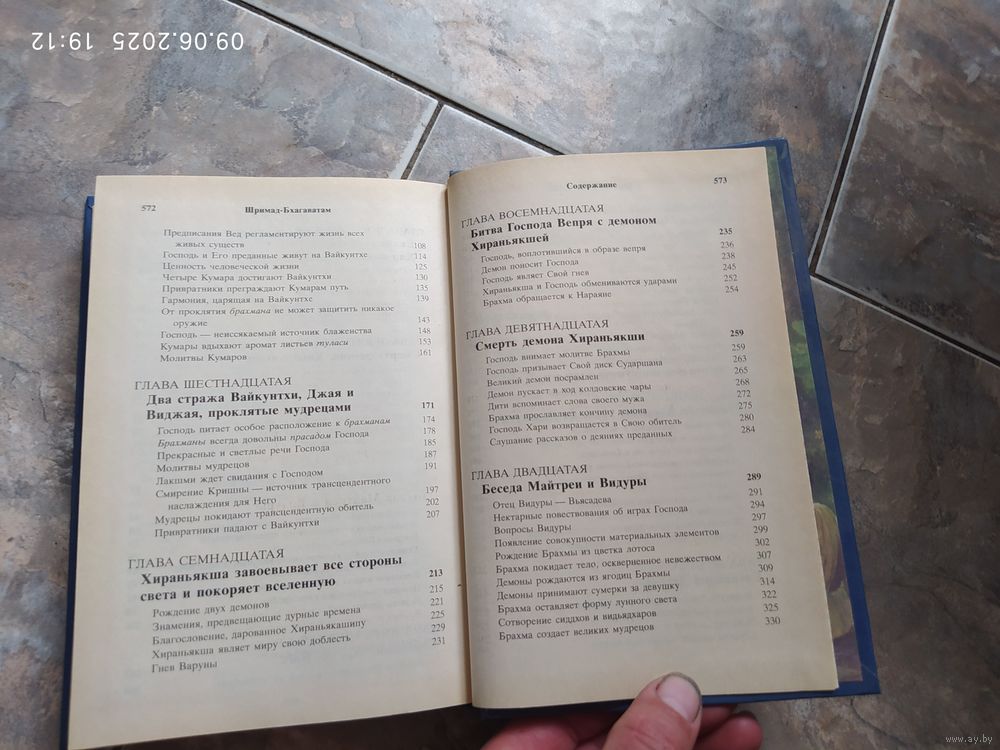 09.06.2025 19:12
572
Шримад-Бхагаватам
Предписания Вед регламентируют жизнь всех
живых существ 108
Господь и Его преданные живут на Вайкунтхе 114
Ценность человеческой жизни 125
Четыре Кумара достигают Вайкунтхи 130
Привратники преграждают Кумарам путь 135
Гармония, царящая на Вайкунтхе 139
От проклятия брахмана не может защитить никакое
оружие 143
Господь — неиссякаемый источник блаженства 148
Кумары вдыхают аромат листьев туласи 153
Молитвы Кумаров 161
ГЛАВА ШЕСТНАДЦАТАЯ
Два стража Вайкунтхи, Джая и
Виджая, проклятые мудрецами 171
Господь питает особое расположение к брахманам 174
Брахманы всегда довольны прасадом Господа 178
Прекрасные и светлые речи Господа 185
Молитвы мудрецов 187
Лакшми ждет свидания с Господом 191
Смирение Кришны — источник трансцендентного
наслаждения для Него 197
Мудрецы покидают трансцендентную обитель 202
Привратники падают с Вайкунтхи 207
ГЛАВА СЕМНАДЦАТАЯ
Хираньякша завоевывает все стороны
света и покоряет вселенную 213
Рождение двух демонов 215
Знамения, предвещающие дурные времена 221
Благословение, дарованное Хираньякашипу 225
Хираньякша являет миру свою доблесть 229
Гнев Варуны 231
Содержание
573
ГЛАВА ВОСЕМНАДЦАТАЯ
Битва Господа Вепря с демоном
Хираньякшей 235
Господь, воплотившийся в образе вепря 236
Демон поносит Господа 238
Господь являет Свой гнев 245
Хираньякша и Господь обмениваются ударами 252
Брахма обращается к Нараяне 254
ГЛАВА ДЕВЯТНАДЦАТАЯ
Смерть демона Хираньякши 259
Господь внимает молитве Брахмы 259
Господь призывает Свой диск Сударшана 263
Великий демон посрамлен 265
Демон пускает в ход колдовские чары 268
Дити вспоминает слова своего мужа 272
Брахма прославляет кончину демона 275
Господь Хари возвращается в Свою обитель 280
Слушание рассказов о деяниях преданных 284
ГЛАВА ДВАДЦАТАЯ
Беседа Майтреи и Видуры 289
Отец Видуры — Вьясадева 291
Нектарные повествования об играх Господа 294
Вопросы Видуры 297
Появление совокупности материальных элементов 299
Рождение Брахмы из цветка лотоса 302
Брахма покидает тело, оскверненное невежеством 307
Демоны рождаются из ягодиц Брахмы 309
Демоны принимают сумерки за девушку 314
Брахма оставляет форму лунного света 322
Сотворение сиддхов и видьядхаров 325
Брахма создает великих мудрецов 330
www.ay.by